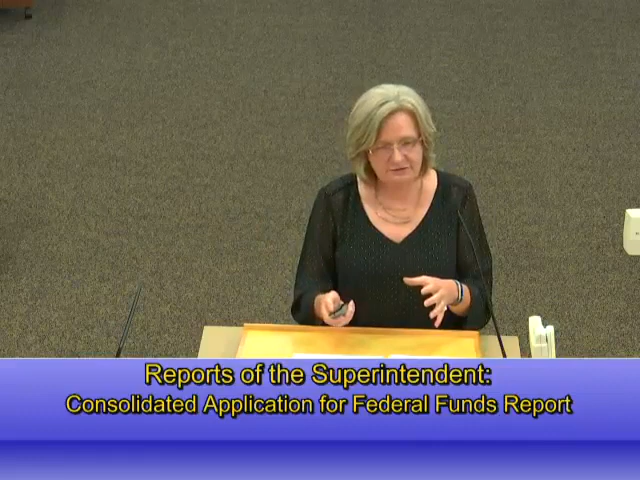 Reports of the Superintendent:
Consolidated Application for Federal Funds Report